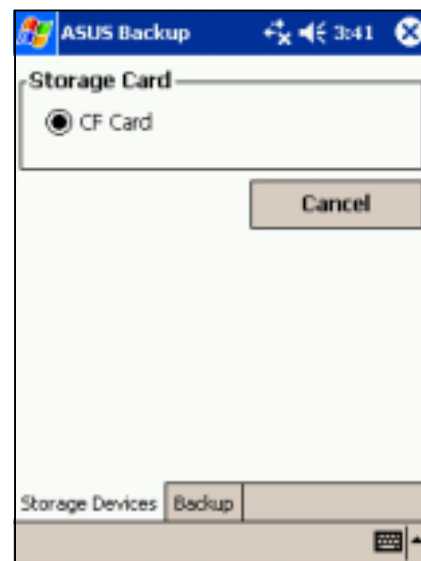 ASUS Backup 3:41
Storage Card
CF Card
Cancel
Storage Devices Backup